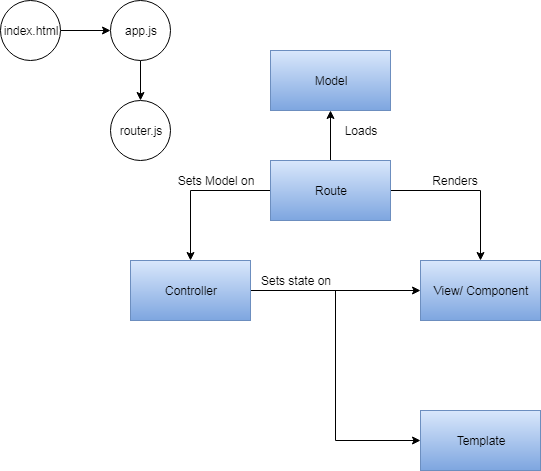 index.html
app.js
router.js
Model
Loads
Route
Sets Model on
Renders
Controller
Sets state on
View/ Component
Template